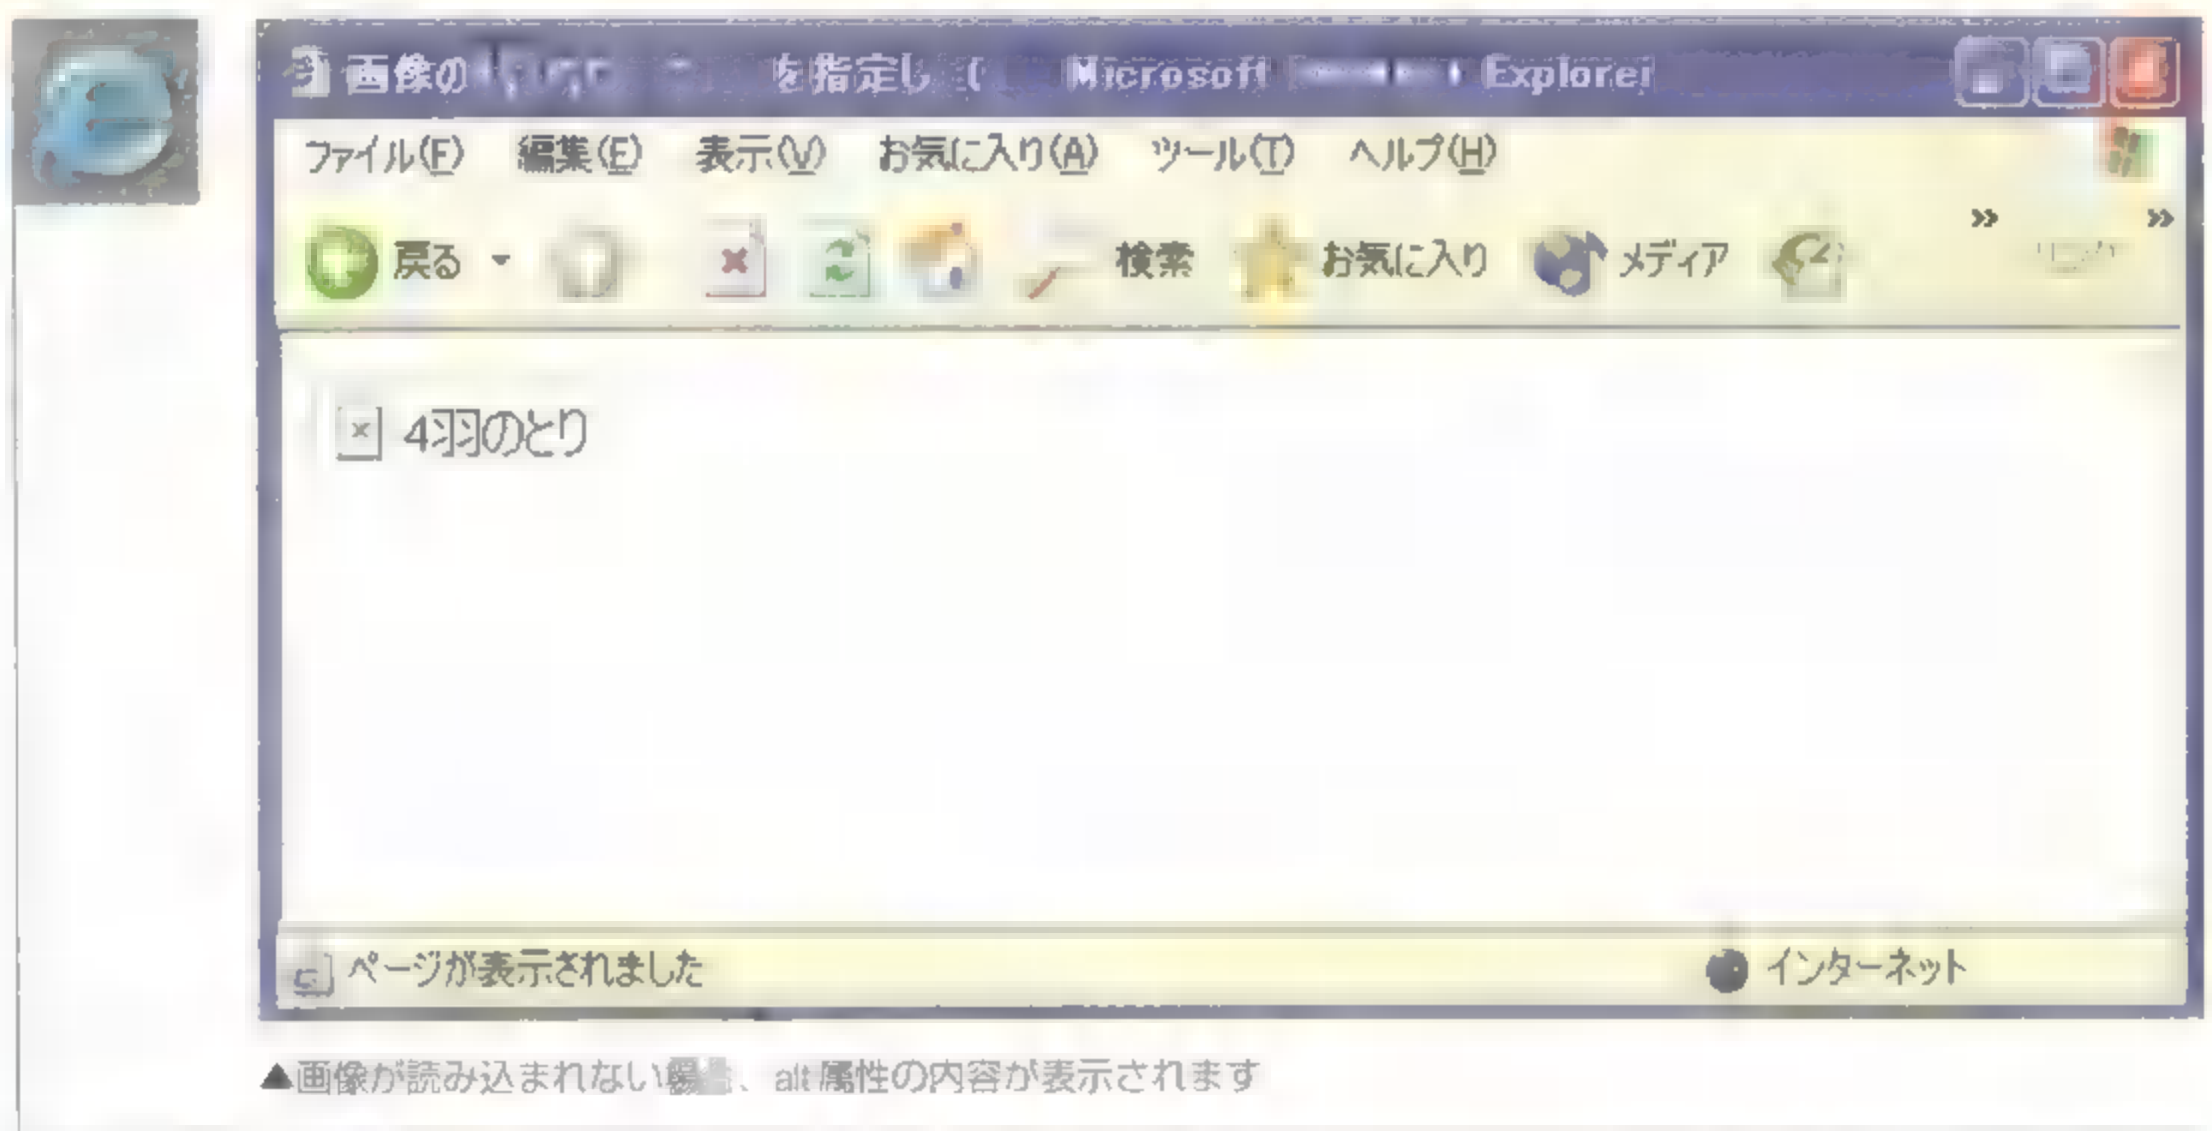 画像の を指定し Microsoft Explorer
ファイル(F) 編集(E) 表示(V) お気に入り(A) ツール(T) ヘルプ(H)
戻る 検索 お気に入り メディア »  »
4羽のとり
ページが表示されました インターネット
▲画像が読み込まれない場合、alt属性の内容が表示されます